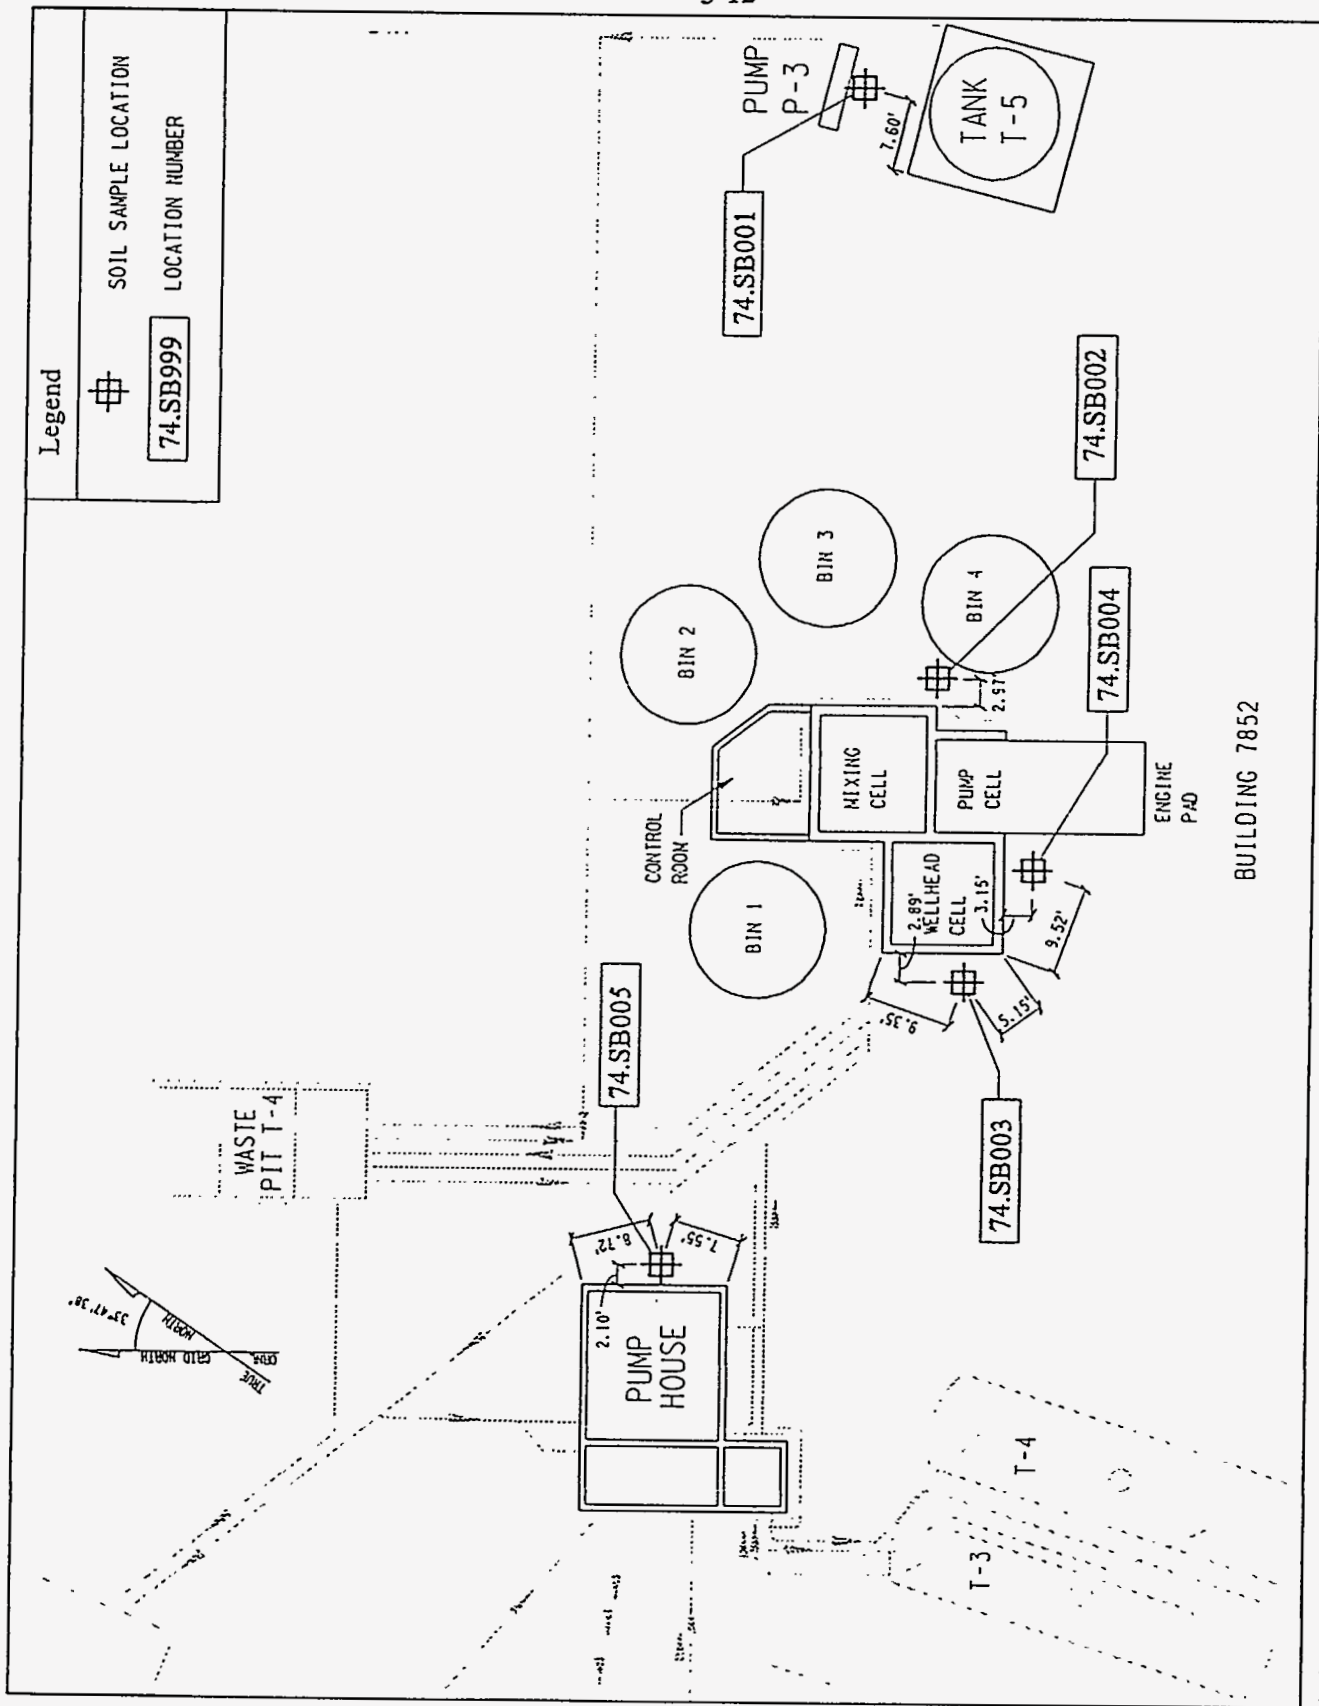 Legend
SOIL SAMPLE LOCATION
74.SB999
LOCATION NUMBER
PUMP
P-3
TANK
T-5
7.60'
74.SB001
74.SB002
BIN 3
BIN 2
BIN 4
74.SB004
2.97'
MIXING
CELL
PUMP
CELL
ENGINE
PAD
BUILDING 7852
CONTROL
ROOM
BIN 1
2.89'
WELLHEAD
CELL
3.15'
9.52'
9.35'
5.15'
74.SB005
74.SB003
WASTE
PIT T-4
8.72'
7.55'
2.10'
PUMP
HOUSE
33°47'38"
TRUE
NORTH
GRID NORTH
T-4
T-3